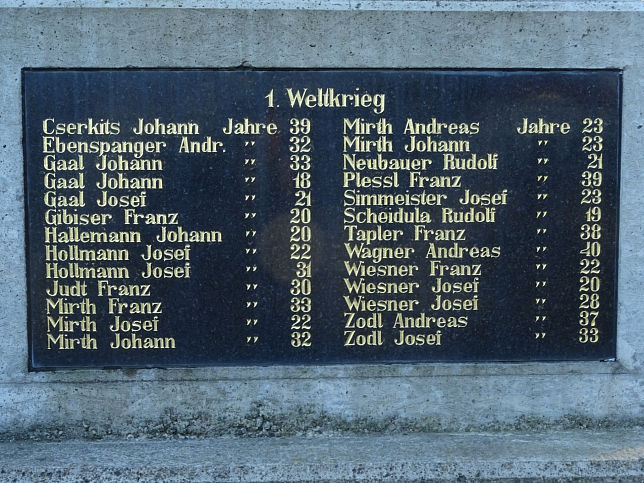 1. Weltkrieg
Cserkits Johann Jahre 39
Ebenspanger Andr. " 32
Gaal Johann " 33
Gaal Johann " 18
Gaal Josef " 21
Gibiser Franz " 20
Hallemann Johann " 20
Hollmann Josef " 22
Hollmann Josef " 31
Judt Franz " 30
Mirth Franz " 33
Mirth Josef " 22
Mirth Johann " 32
Mirth Andreas Jahre 23
Mirth Johann " 23
Neubauer Rudolf " 21
Plessl Franz " 39
Simmeister Josef " 23
Scheidula Rudolf " 19
Tapler Franz " 38
Wagner Andreas " 40
Wiesner Franz " 22
Wiesner Josef " 20
Wiesner Josef " 28
Zodl Andreas " 37
Zodl Josef " 33